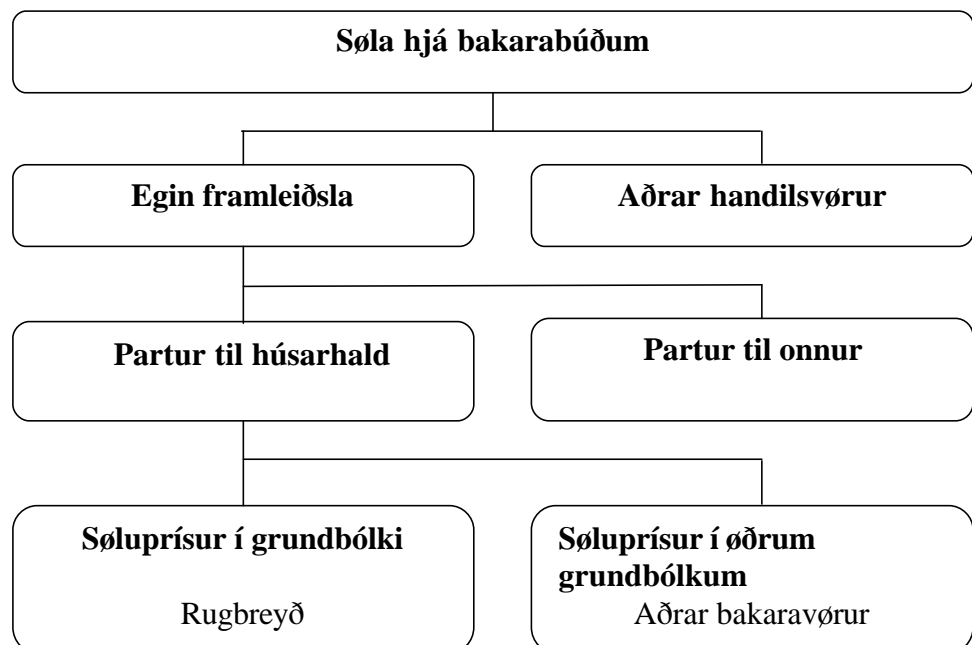 Søla hjá bakarabúðum
Egin framleiðsla
Aðrar handilsvørur
Partur til húsarhald
Partur til onnur
Søluprísur í grundbólki
Rugbreyð
Søluprísur í øðrum
grundbólkum
Aðrar bakaravørur